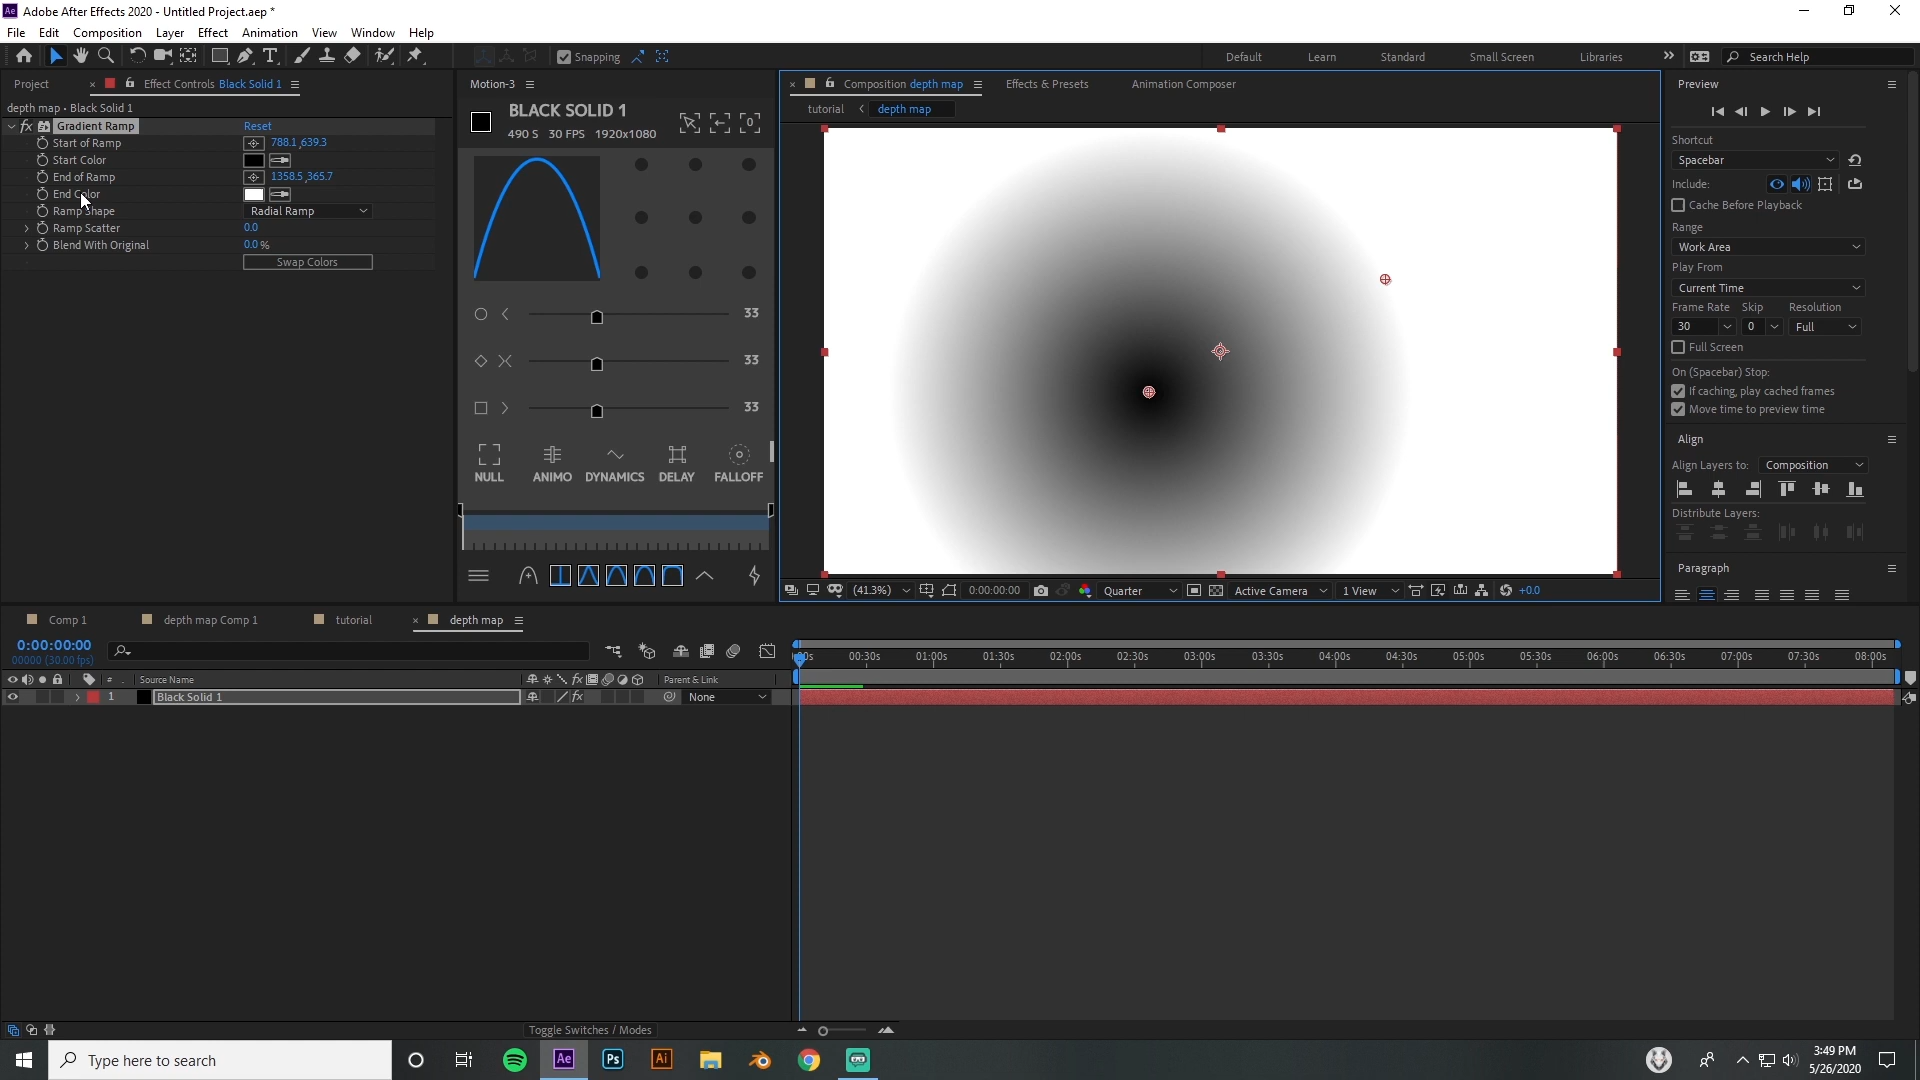 Adobe After Effects 2020 - Untitled Project.aep *
File Edit Composition Layer Effect Animation View Window Help
Snapping Default Learn Standard Small Screen Libraries Search Help
Project Effect Controls Black Solid 1
depth map • Black Solid 1
fx Gradient Ramp Reset
Start of Ramp 788.1, 639.3
Start Color
End of Ramp 1358.5, 365.7
End Color
Ramp Shape Radial Ramp
Ramp Scatter 0.0
Blend With Original 0.0 %
Swap Colors
Motion-3
BLACK SOLID 1
490 S 30 FPS 1920x1080
33
33
33
NULL ANIMO DYNAMICS DELAY FALLOFF
Composition depth map Effects & Presets Animation Composer
tutorial < depth map
(41.3%) 0:00:00:00 Quarter Active Camera 1 View +0.0
Preview
Shortcut
Spacebar
Include:
Cache Before Playback
Range
Work Area
Play From
Current Time
Frame Rate Skip Resolution
30 0 Full
Full Screen
On (Spacebar) Stop:
If caching, play cached frames
Move time to preview time
Align
Align Layers to: Composition
Distribute Layers:
Paragraph
Comp 1 depth map Comp 1 tutorial depth map
0:00:00:00
00000 (30.00 fps)
00:30s 01:00s 01:30s 02:00s 02:30s 03:00s 03:30s 04:00s 04:30s 05:00s 05:30s 06:00s 06:30s 07:00s 07:30s 08:00s
# Source Name Parent & Link
1 Black Solid 1 None
Toggle Switches / Modes
Type here to search
Ae Ps Ai
3:49 PM
5/26/2020